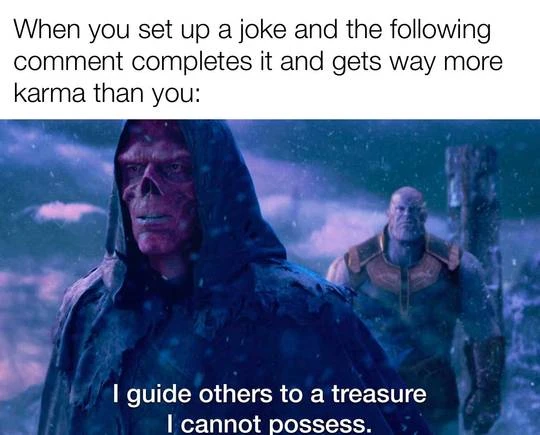 When you set up a joke and the following
comment completes it and gets way more
karma than you:
I guide others to a treasure
I cannot possess.